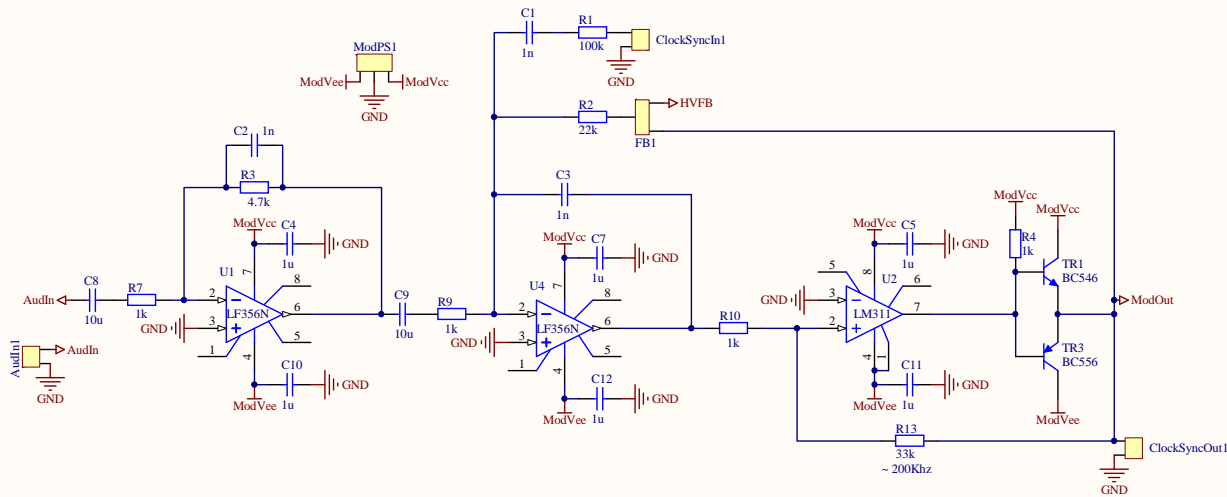 C1
1n
R1
100k
ClockSyncIn1
GND
ModPS1
ModVee
ModVcc
GND
R2
22k
HVFB
FB1
C2
1n
R3
4.7k
C3
1n
ModVcc
C4
1u
GND
ModVcc
C7
1u
GND
ModVcc
C5
1u
GND
ModVcc
ModVcc
R4
1k
TR1
BC546
AudIn
C8
10u
R7
1k
U1
7
8
2
6
3
LF356N
5
1
4
GND
C9
10u
R9
1k
U4
7
8
2
6
3
LF356N
5
1
4
GND
R10
1k
U2
5
8
6
3
7
2
LM311
4
1
GND
ModOut
TR3
BC556
ModVee
AudIn1
AudIn
GND
C10
1u
GND
ModVee
C12
1u
GND
ModVee
C11
1u
GND
ModVee
R13
33k
~ 200Khz
ClockSyncOut1
GND